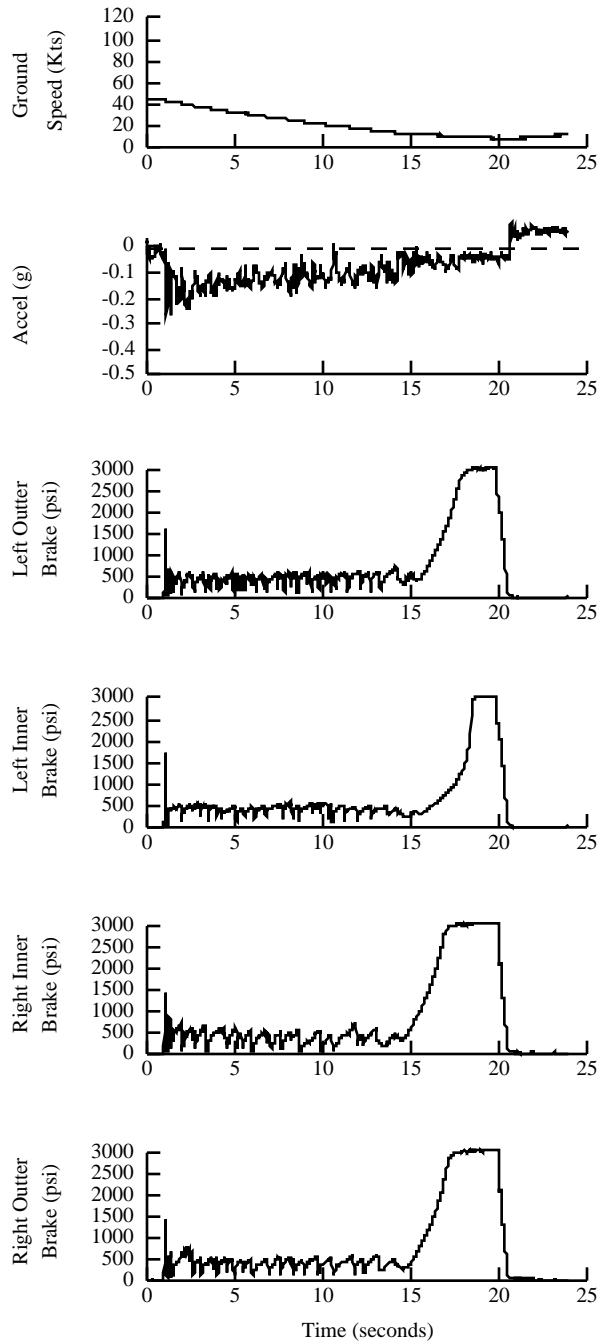 Ground
Speed (Kts)
120
100
80
60
40
20
0
0 5 10 15 20 25
Accel (g)
0
-0.1
-0.2
-0.3
-0.4
-0.5
0 5 10 15 20 25
Left Outter
Brake (psi)
3000
2500
2000
1500
1000
500
0
0 5 10 15 20 25
Left Inner
Brake (psi)
3000
2500
2000
1500
1000
500
0
0 5 10 15 20 25
Right Inner
Brake (psi)
3000
2500
2000
1500
1000
500
0
0 5 10 15 20 25
Right Outter
Brake (psi)
3000
2500
2000
1500
1000
500
0
0 5 10 15 20 25
Time (seconds)